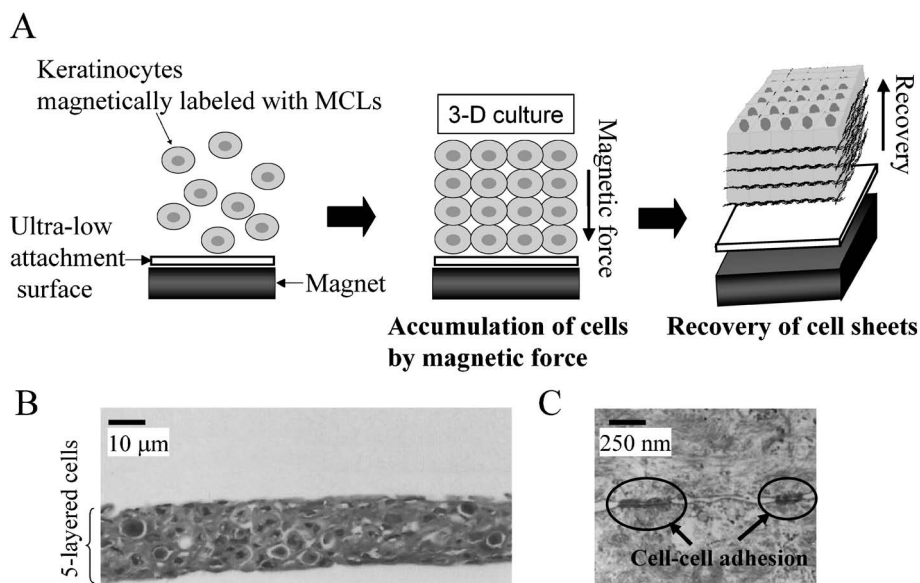 A
Keratinocytes
magnetically labeled with MCLs
Ultra-low
attachment
surface
Magnet
3-D culture
Magnetic force
Accumulation of cells
by magnetic force
Recovery
Recovery of cell sheets
B
10 μm
5-layered cells
C
250 nm
Cell-cell adhesion